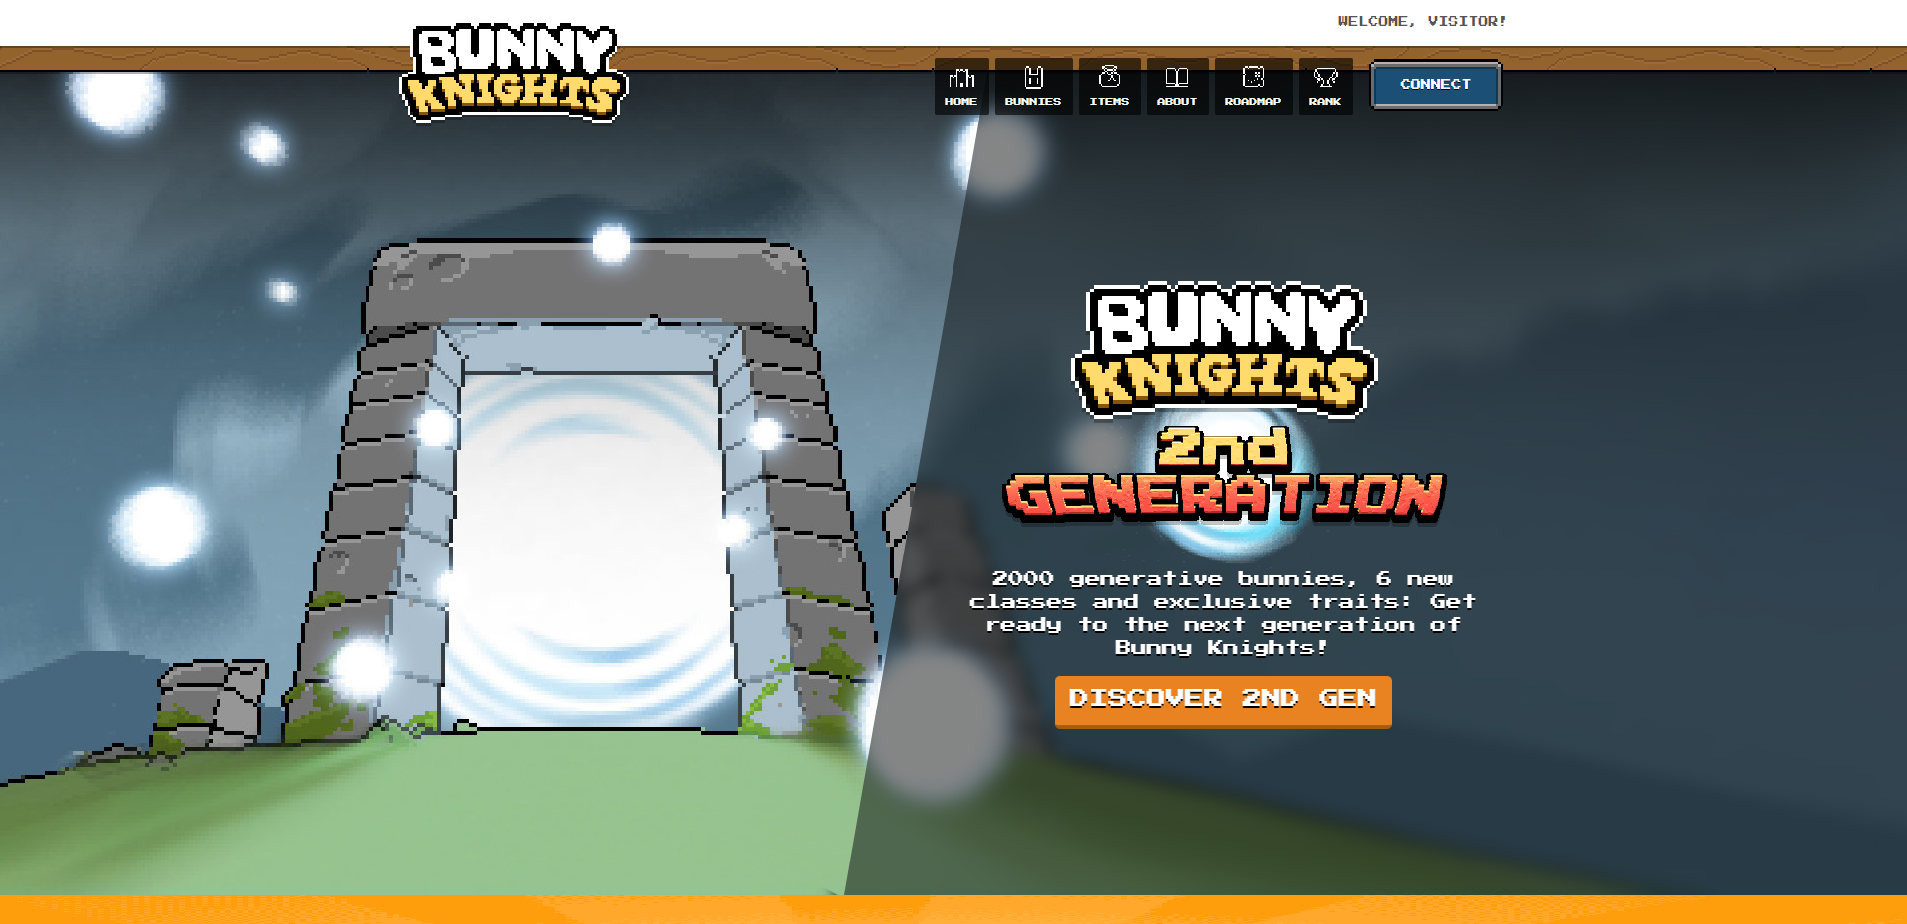 WELCOME, VISITOR!
BUNNY
KNIGHTS
HOME BUNNIES ITEMS ABOUT ROADMAP RANK CONNECT
BUNNY
KNIGHTS
2nd
GENERATION
2000 generative bunnies, 6 new
classes and exclusive traits: Get
ready to the next generation of
Bunny Knights!
DISCOVER 2ND GEN